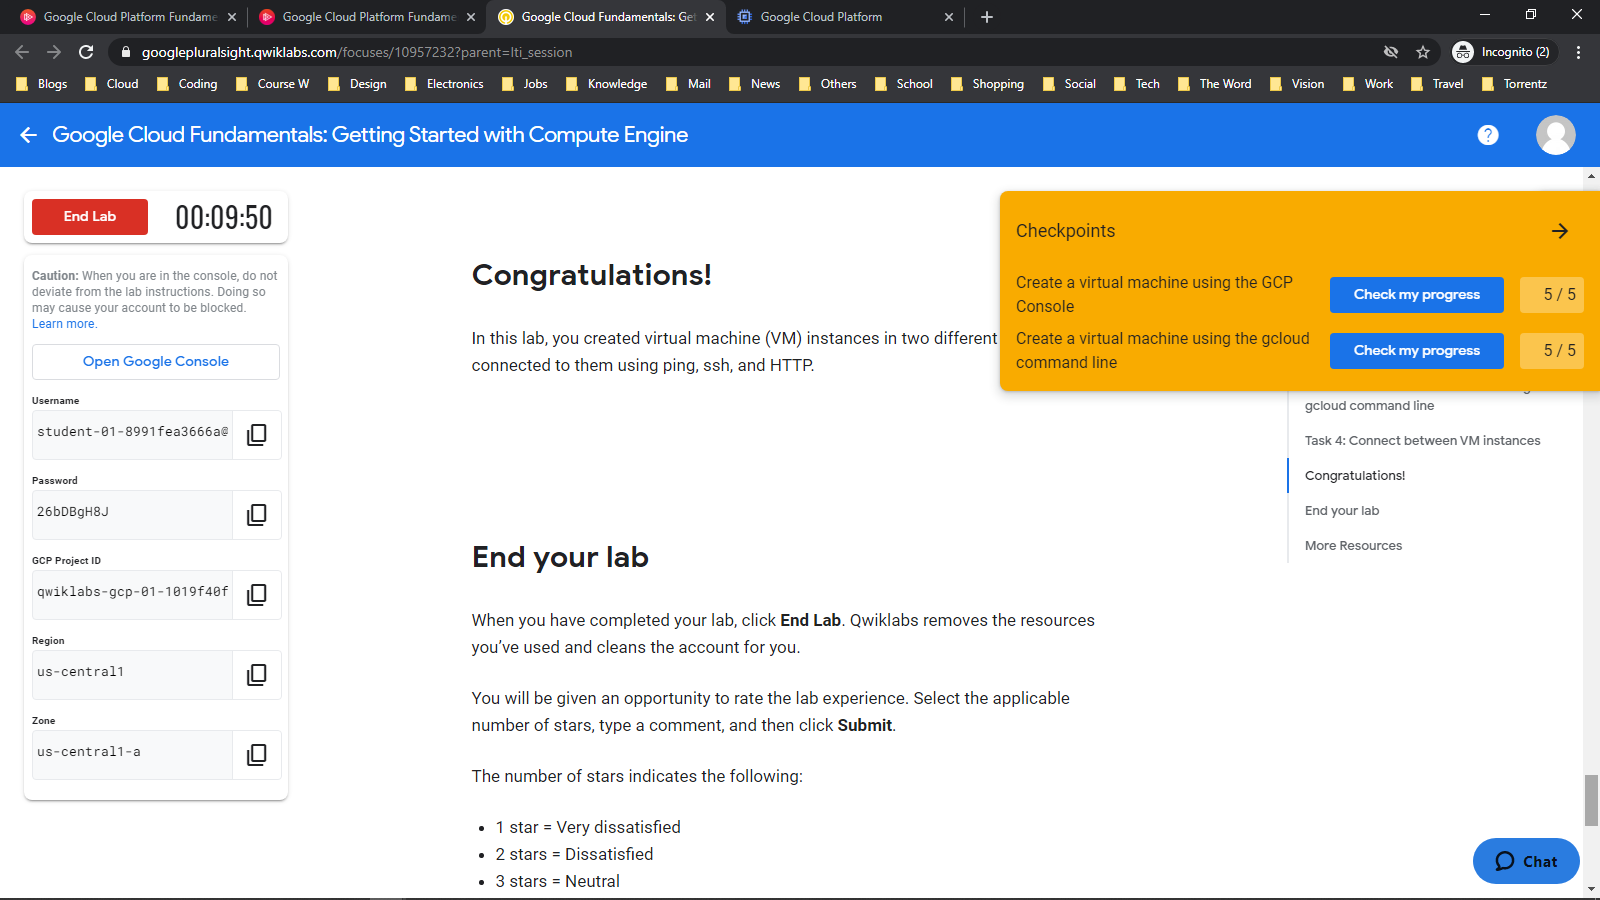 Google Cloud Platform Fundame
Google Cloud Platform Fundame
Google Cloud Fundamentals: Get
Google Cloud Platform
googlepluralsight.qwiklabs.com/focuses/10957232?parent=lti_session
Incognito (2)
Blogs
Cloud
Coding
Course W
Design
Electronics
Jobs
Knowledge
Mail
News
Others
School
Shopping
Social
Tech
The Word
Vision
Work
Travel
Torrentz
Google Cloud Fundamentals: Getting Started with Compute Engine
?
End Lab
00:09:50
Caution: When you are in the console, do not
deviate from the lab instructions. Doing so
may cause your account to be blocked.
Learn more.
Open Google Console
Username
student-01-8991fea3666a@
Password
26bDBgH8J
GCP Project ID
qwiklabs-gcp-01-1019f40f
Region
us-central1
Zone
us-central1-a
Congratulations!
In this lab, you created virtual machine (VM) instances in two different
connected to them using ping, ssh, and HTTP.
End your lab
When you have completed your lab, click End Lab. Qwiklabs removes the resources
you’ve used and cleans the account for you.
You will be given an opportunity to rate the lab experience. Select the applicable
number of stars, type a comment, and then click Submit.
The number of stars indicates the following:
• 1 star = Very dissatisfied
• 2 stars = Dissatisfied
• 3 stars = Neutral
Checkpoints
Create a virtual machine using the GCP
Console
Check my progress
5 / 5
Create a virtual machine using the gcloud
command line
Check my progress
5 / 5
gcloud command line
Task 4: Connect between VM instances
Congratulations!
End your lab
More Resources
Chat